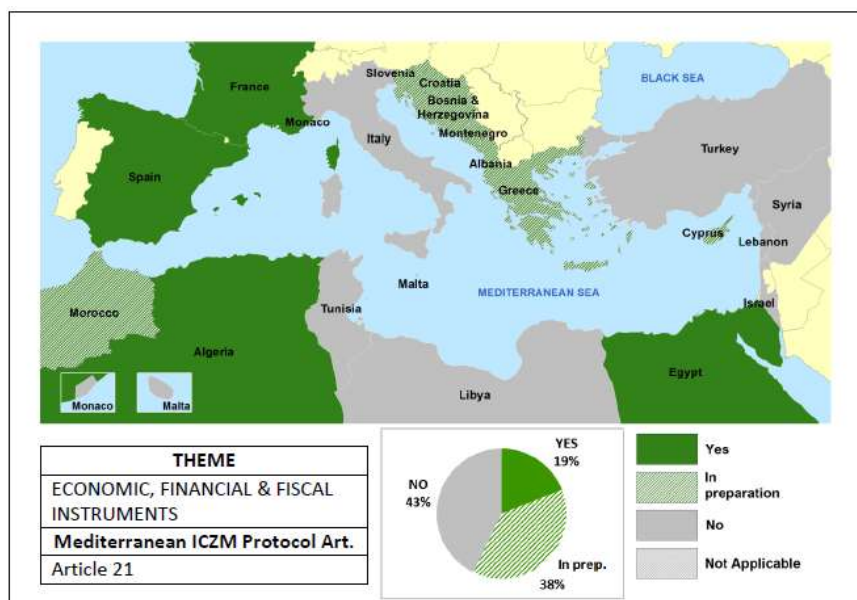 BLACK SEA
Slovenia
Croatia
France
Bosnia &
Herzegovina
Monaco
Montenegro
Italy
Turkey
Albania
Spain
Greece
Syria
Cyprus
Lebanon
Malta
MEDITERRANEAN SEA
Israel
Morocco
Tunisia
Algeria
Egypt
Libya
Monaco
Malta
THEME
ECONOMIC, FINANCIAL & FISCAL
INSTRUMENTS
Mediterranean ICZM Protocol Art.
Article 21
YES
19%
NO
43%
In prep.
38%
Yes
In
preparation
No
Not Applicable